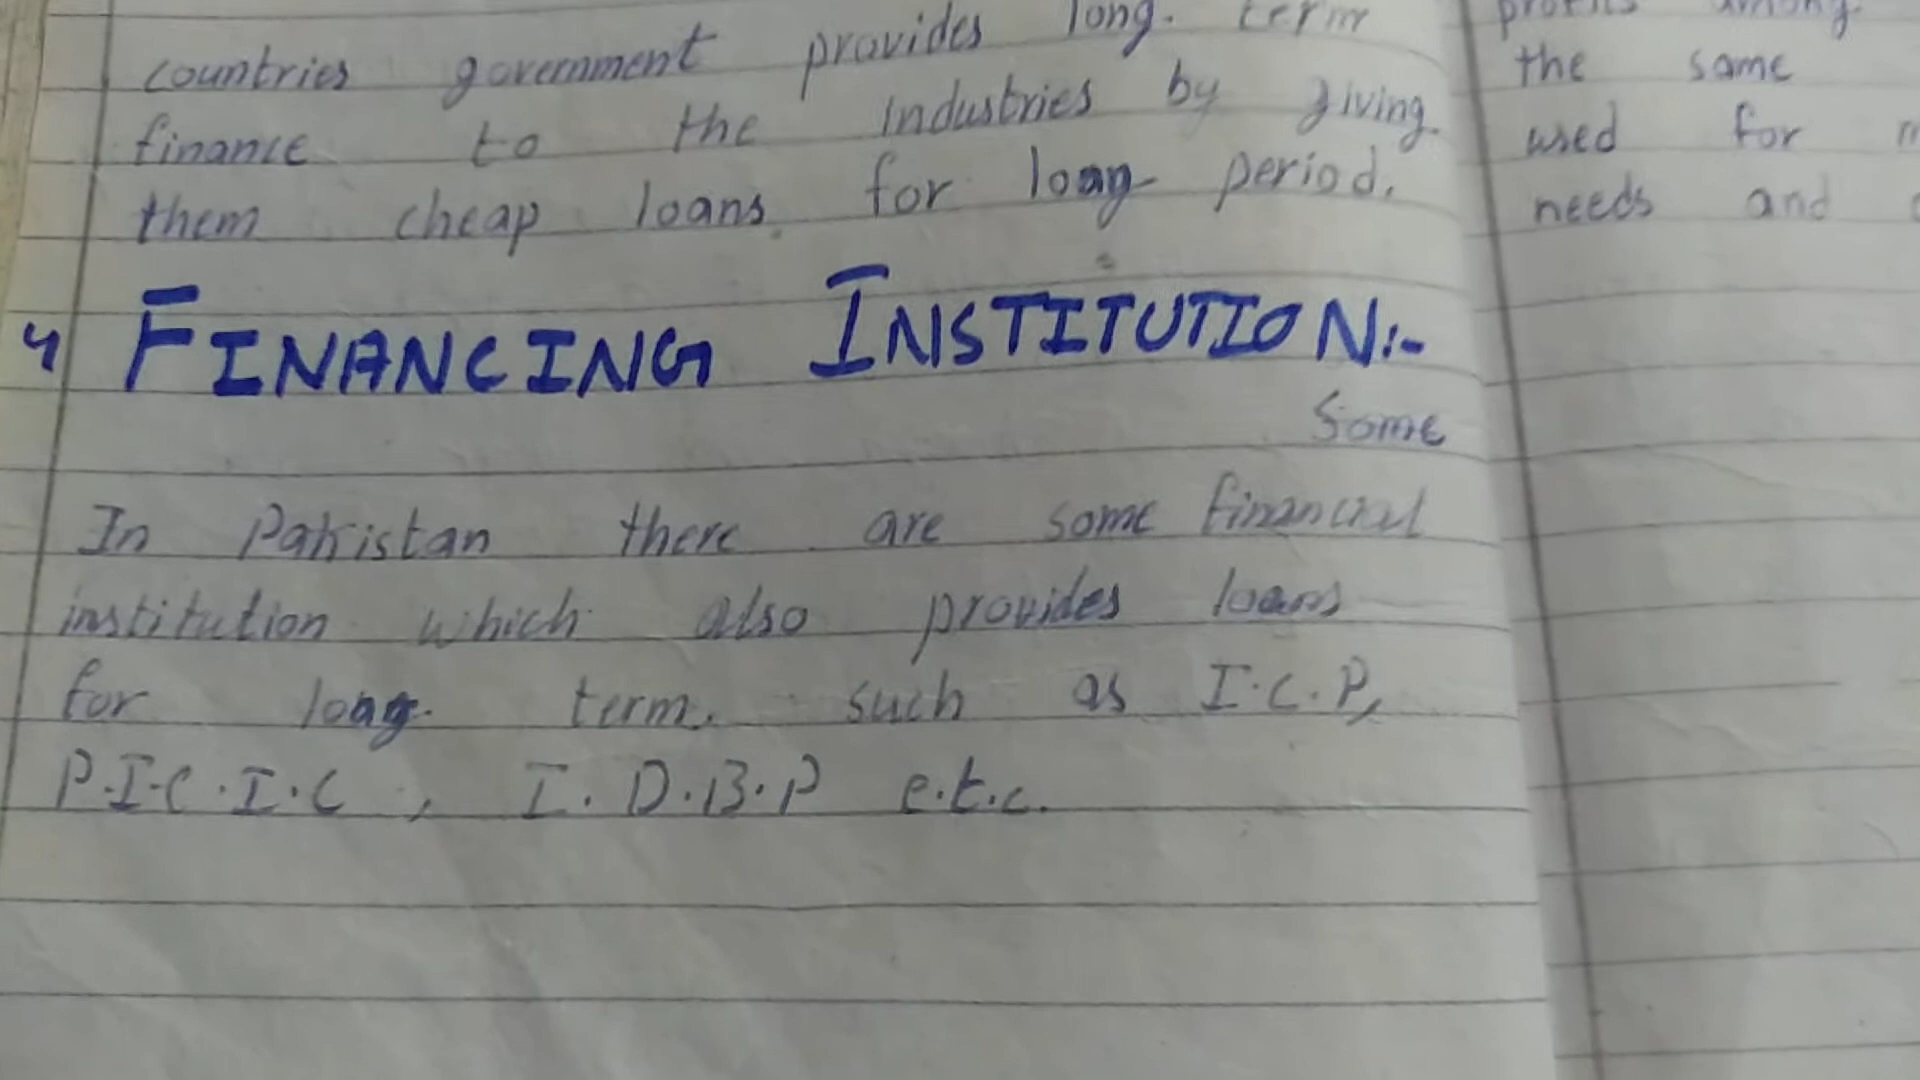 countries government provides long term
finance to the industries by giving
them cheap loans for long period.
4 FINANCING INSTITUTION:-
Some
In Pakistan there are some financial
institution which also provides loans
for long term. such as I.C.P,
P.I.C.I.C, I.D.B.P e.t.c.
profits among
the same
used for
needs and